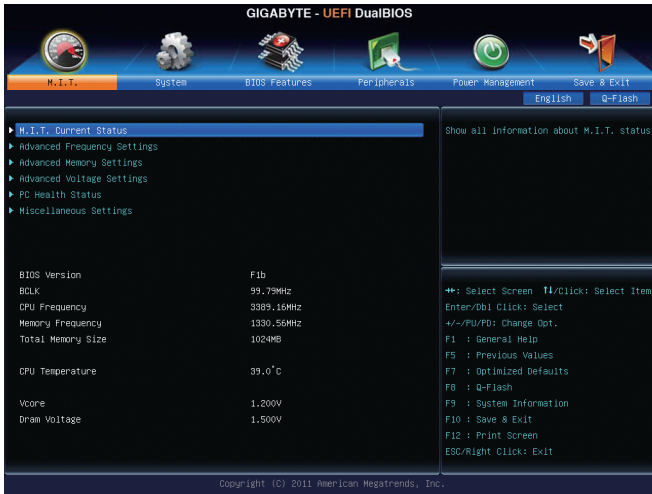 GIGABYTE - UEFI DualBIOS
M.I.T.
System
BIOS Features
Peripherals
Power Management
Save & Exit
English
Q-Flash
M.I.T. Current Status
Advanced Frequency Settings
Advanced Memory Settings
Advanced Voltage Settings
PC Health Status
Miscellaneous Settings
Show all information about M.I.T. status
BIOS Version F1b
BCLK 99.79MHz
CPU Frequency 3389.16MHz
Memory Frequency 1330.56MHz
Total Memory Size 1024MB
CPU Temperature 39.0°C
Vcore 1.200V
Dram Voltage 1.500V
→←: Select Screen ↑↓/Click: Select Item
Enter/Dbl Click: Select
+/-/PU/PD: Change Opt.
F1 : General Help
F5 : Previous Values
F7 : Optimized Defaults
F8 : Q-Flash
F9 : System Information
F10 : Save & Exit
F12 : Print Screen
ESC/Right Click: Exit
Copyright (C) 2011 American Megatrends, Inc.